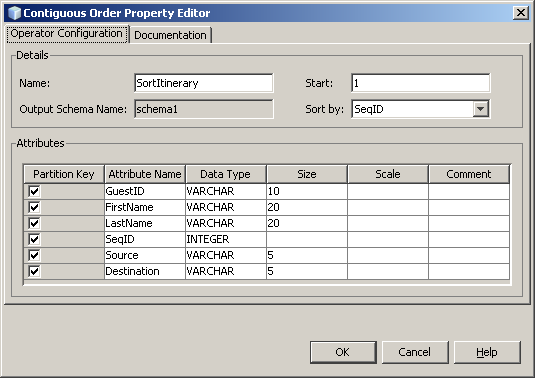 Contiguous Order Property Editor
Operator Configuration Documentation
Details
Name: SortItinerary Start: 1
Output Schema Name: schema1 Sort by: SeqID
Attributes
Partition Key Attribute Name Data Type Size Scale Comment
GuestID VARCHAR 10
FirstName VARCHAR 20
LastName VARCHAR 20
SeqID INTEGER
Source VARCHAR 5
Destination VARCHAR 5
OK Cancel Help